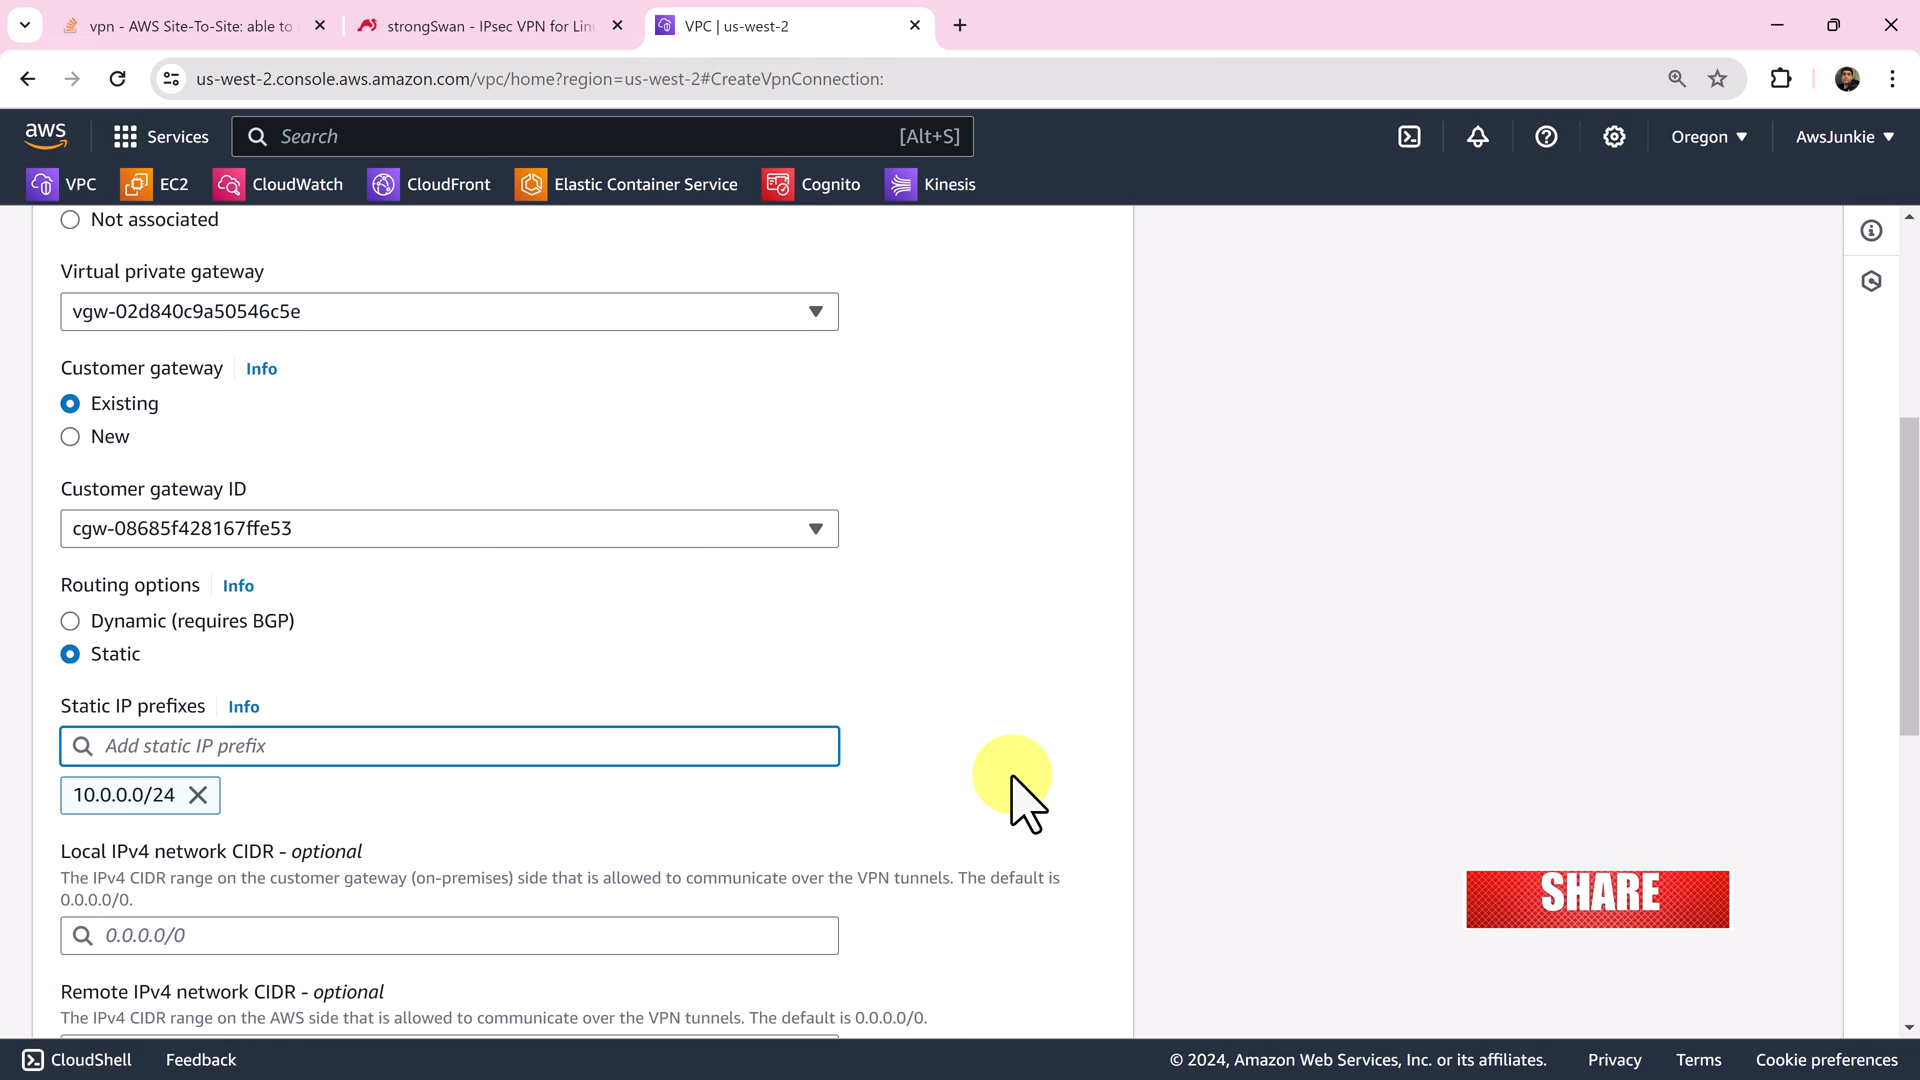 vpn - AWS Site-To-Site: able to
strongSwan - IPsec VPN for Lin
VPC | us-west-2
us-west-2.console.aws.amazon.com/vpc/home?region=us-west-2#CreateVpnConnection:
aws
Services
Search
[Alt+S]
Oregon
AwsJunkie
VPC
EC2
CloudWatch
CloudFront
Elastic Container Service
Cognito
Kinesis
Not associated
Virtual private gateway
vgw-02d840c9a50546c5e
Customer gateway
Info
Existing
New
Customer gateway ID
cgw-08685f428167ffe53
Routing options
Info
Dynamic (requires BGP)
Static
Static IP prefixes
Info
Add static IP prefix
10.0.0.0/24
Local IPv4 network CIDR - optional
The IPv4 CIDR range on the customer gateway (on-premises) side that is allowed to communicate over the VPN tunnels. The default is
0.0.0.0/0.
0.0.0.0/0
SHARE
Remote IPv4 network CIDR - optional
The IPv4 CIDR range on the AWS side that is allowed to communicate over the VPN tunnels. The default is 0.0.0.0/0.
CloudShell
Feedback
© 2024, Amazon Web Services, Inc. or its affiliates.
Privacy
Terms
Cookie preferences